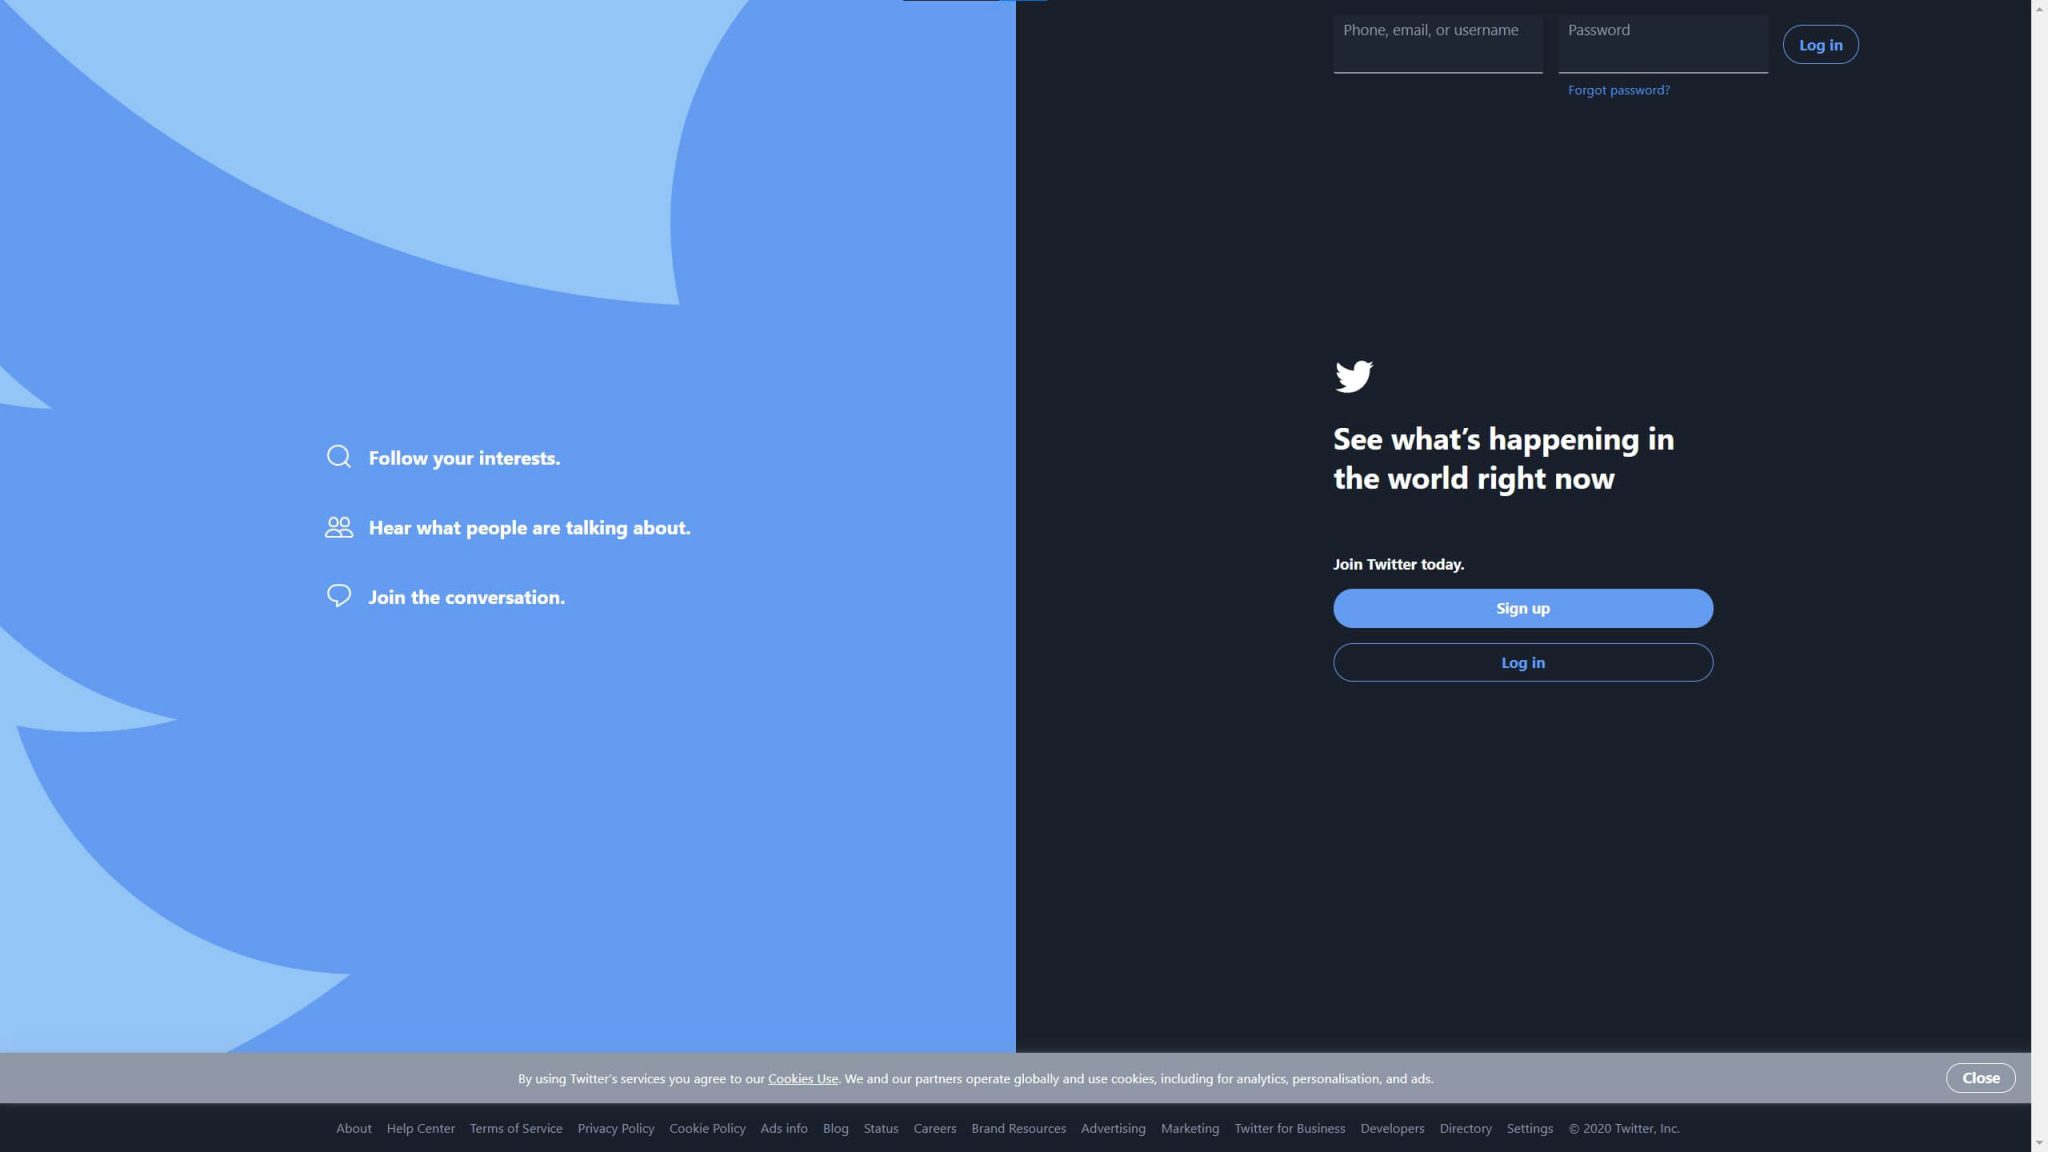 Phone, email, or username
Password
Log in
Forgot password?
Follow your interests.
Hear what people are talking about.
Join the conversation.
See what’s happening in
the world right now
Join Twitter today.
Sign up
Log in
By using Twitter’s services you agree to our Cookies Use. We and our partners operate globally and use cookies, including for analytics, personalisation, and ads.
Close
About Help Center Terms of Service Privacy Policy Cookie Policy Ads info Blog Status Careers Brand Resources Advertising Marketing Twitter for Business Developers Directory Settings © 2020 Twitter, Inc.